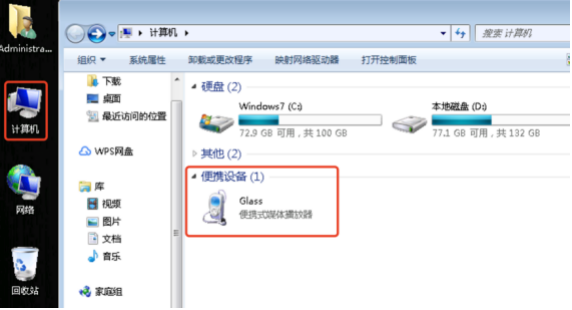 Administra...
计算机
网络
回收站
计算机
搜索 计算机
组织
系统属性
卸载或更改程序
映射网络驱动器
打开控制面板
下载
桌面
最近访问的位置
WPS网盘
库
视频
图片
文档
音乐
家庭组
硬盘 (2)
Windows7 (C:)
72.9 GB 可用，共 100 GB
本地磁盘 (D:)
77.1 GB 可用，共 132 GB
其他 (2)
便携设备 (1)
Glass
便携式媒体播放器